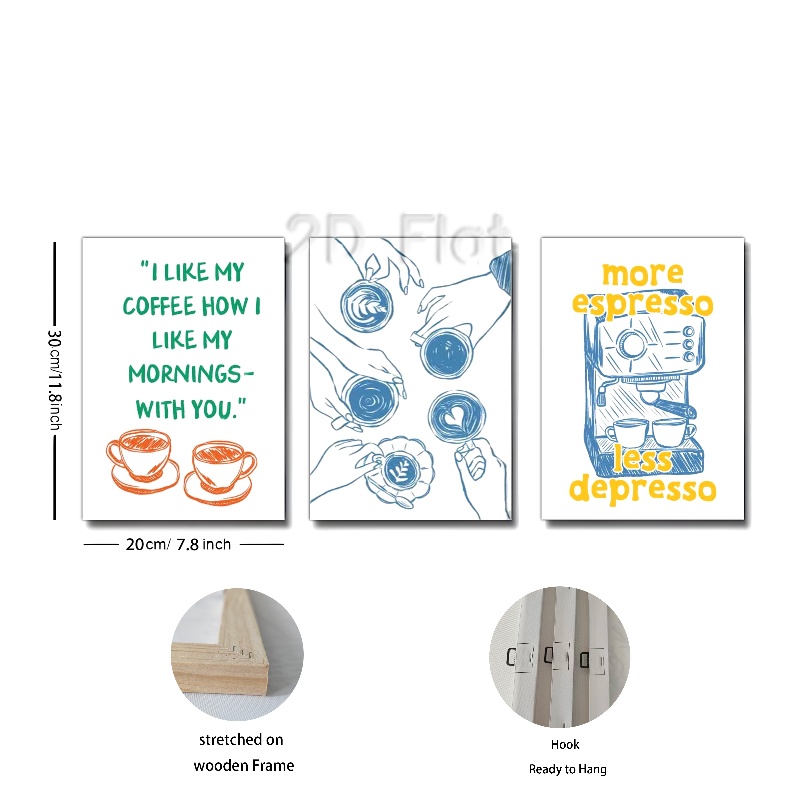 2D Flat
"I LIKE MY
COFFEE HOW I
LIKE MY
MORNINGS-
WITH YOU."
more
espresso
less
depresso
30cm/11.8inch
20cm/ 7.8 inch
stretched on
wooden Frame
Hook
Ready to Hang